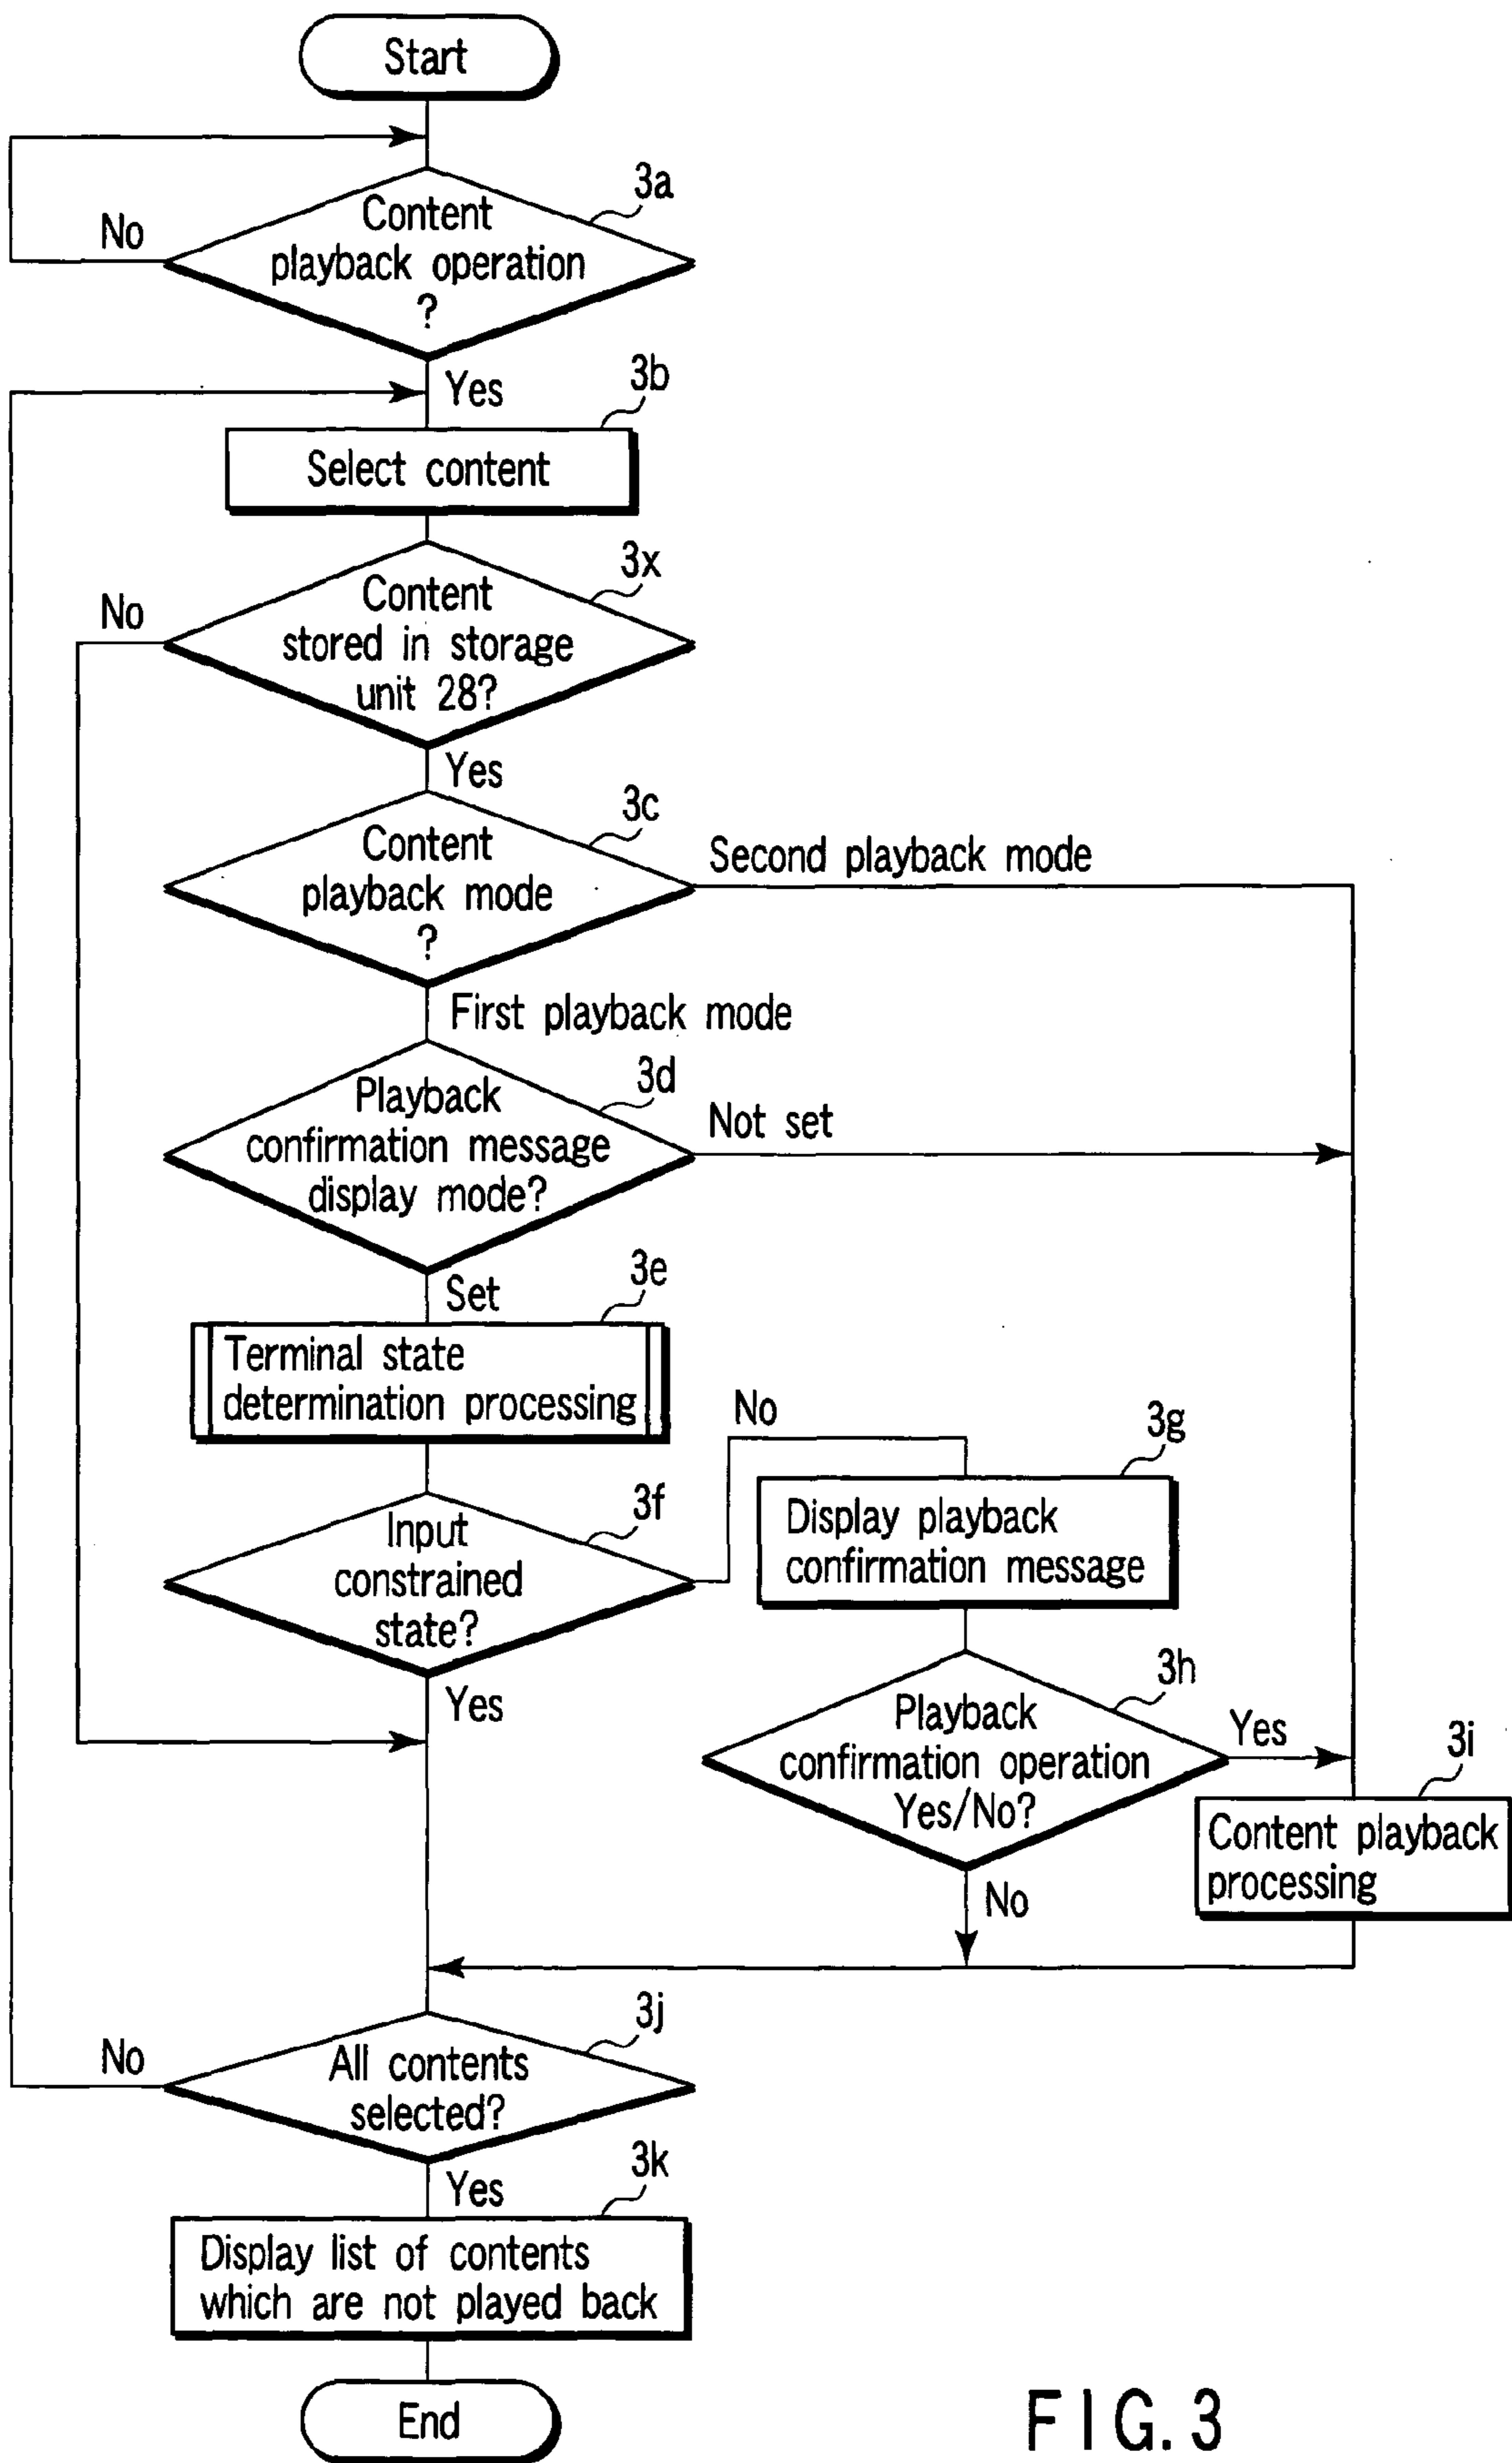 Start
3a
No
Content
playback operation
?
Yes
3b
Select content
3x
No
Content
stored in storage
unit 28?
Yes
3c
Content
playback mode
?
Second playback mode
First playback mode
3d
Playback
confirmation message
display mode?
Not set
Set
3e
Terminal state
determination processing
No
3g
Display playback
confirmation message
3f
Input
constrained
state?
Yes
3h
Playback
confirmation operation
Yes/No?
Yes
No
3i
Content playback
processing
3j
No
All contents
selected?
Yes
3k
Display list of contents
which are not played back
End
FIG. 3